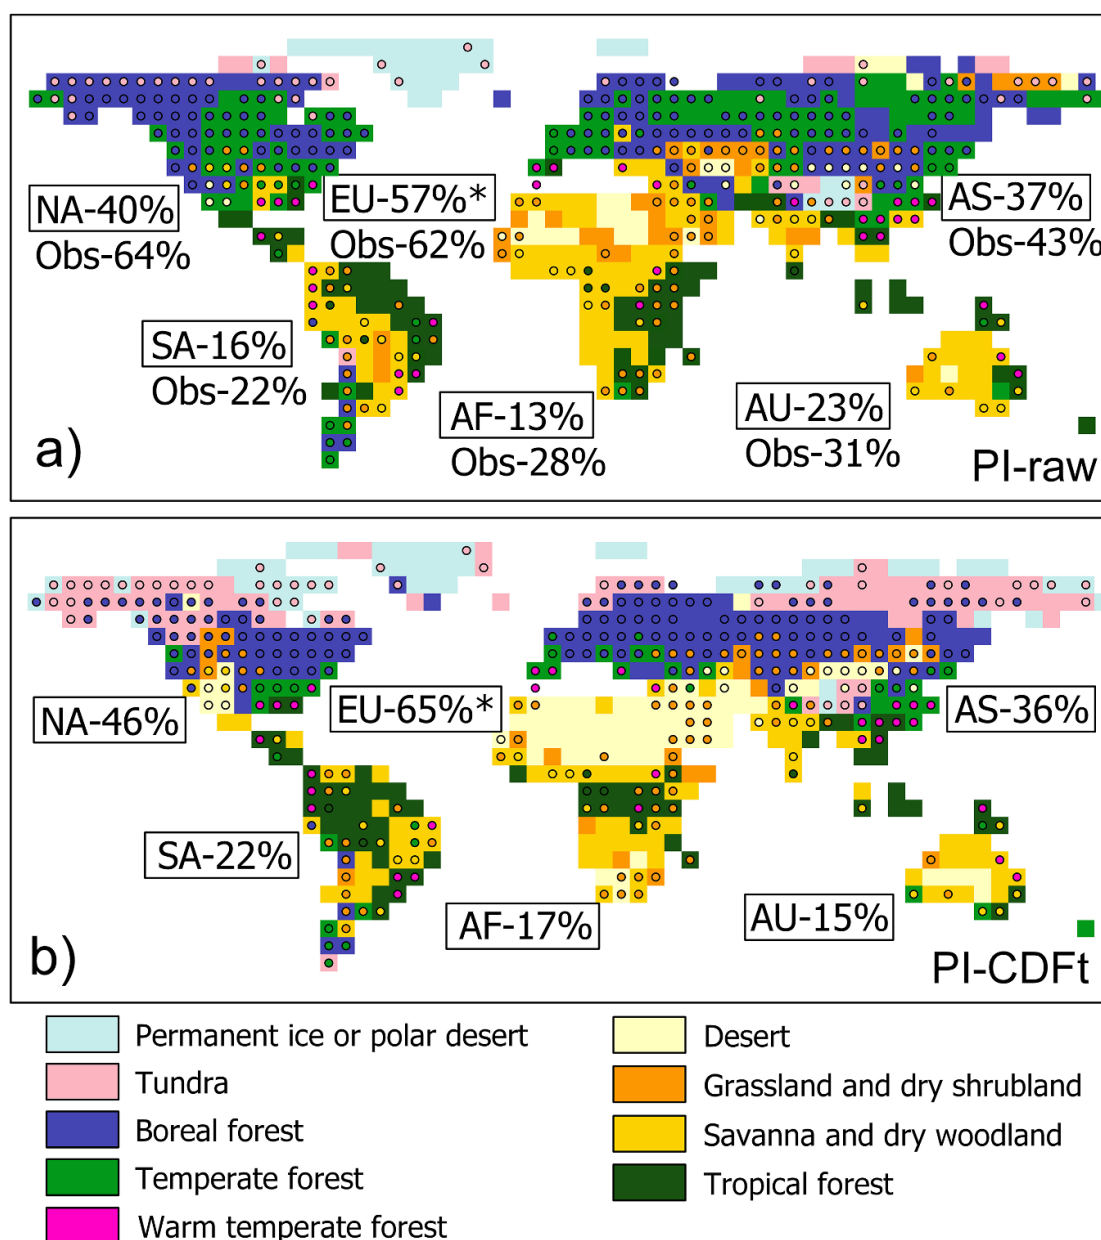 NA-40%
Obs-64%
EU-57%*
Obs-62%
AS-37%
Obs-43%
SA-16%
Obs-22%
AF-13%
Obs-28%
AU-23%
Obs-31%
a)
PI-raw
NA-46%
EU-65%*
AS-36%
SA-22%
AF-17%
AU-15%
b)
PI-CDFt
Permanent ice or polar desert
Tundra
Boreal forest
Temperate forest
Warm temperate forest
Desert
Grassland and dry shrubland
Savanna and dry woodland
Tropical forest